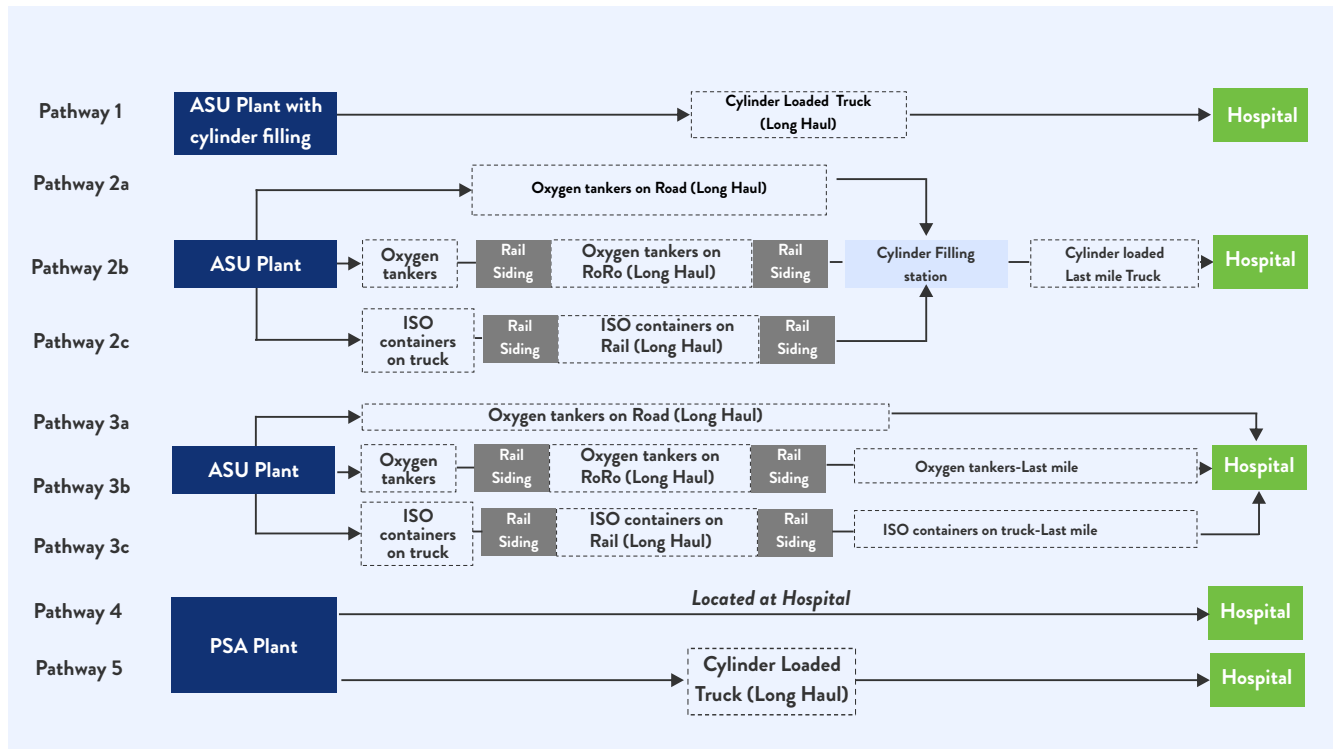 Pathway 1
ASU Plant with
cylinder filling
Cylinder Loaded Truck
(Long Haul)
Hospital
Pathway 2a
Oxygen tankers on Road (Long Haul)
Pathway 2b
ASU Plant
Oxygen
tankers
Rail
Siding
Oxygen tankers on
RoRo (Long Haul)
Rail
Siding
Cylinder Filling
station
Cylinder loaded
Last mile Truck
Hospital
Pathway 2c
ISO
containers
on truck
Rail
Siding
ISO containers on
Rail (Long Haul)
Rail
Siding
Pathway 3a
Oxygen tankers on Road (Long Haul)
ASU Plant
Pathway 3b
Oxygen
tankers
Rail
Siding
Oxygen tankers on
RoRo (Long Haul)
Rail
Siding
Oxygen tankers-Last mile
Hospital
Pathway 3c
ISO
containers
on truck
Rail
Siding
ISO containers on
Rail (Long Haul)
Rail
Siding
ISO containers on truck-Last mile
Pathway 4
PSA Plant
Located at Hospital
Hospital
Pathway 5
Cylinder Loaded
Truck (Long Haul)
Hospital